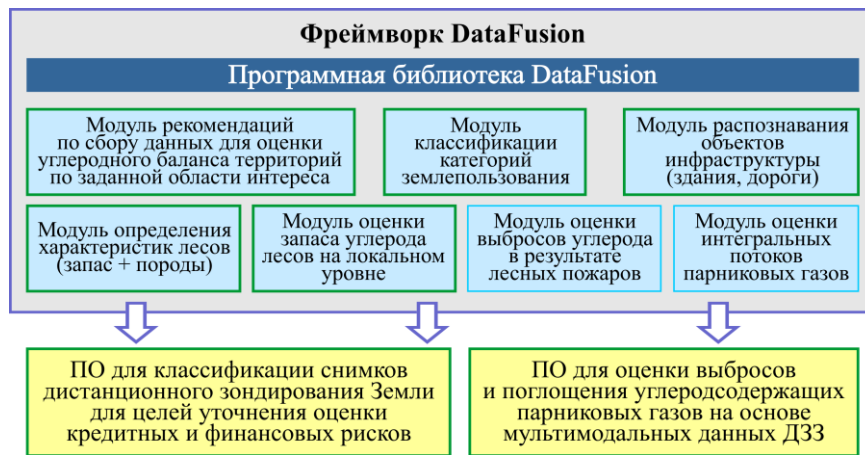 Фреймворк DataFusion
Программная библиотека DataFusion
Модуль рекомендаций
по сбору данных для оценки
углеродного баланса территорий
по заданной области интереса
Модуль
классификации
категорий
землепользования
Модуль распознавания
объектов
инфраструктуры
(здания, дороги)
Модуль определения
характеристик лесов
(запас + породы)
Модуль оценки
запаса углерода
лесов на локальном
уровне
Модуль оценки
выбросов углерода
в результате
лесных пожаров
Модуль оценки
интегральных
потоков
парниковых газов
ПО для классификации снимков
дистанционного зондирования Земли
для целей уточнения оценки
кредитных и финансовых рисков
ПО для оценки выбросов
и поглощения углеродсодержащих
парниковых газов на основе
мультимодальных данных ДЗЗ